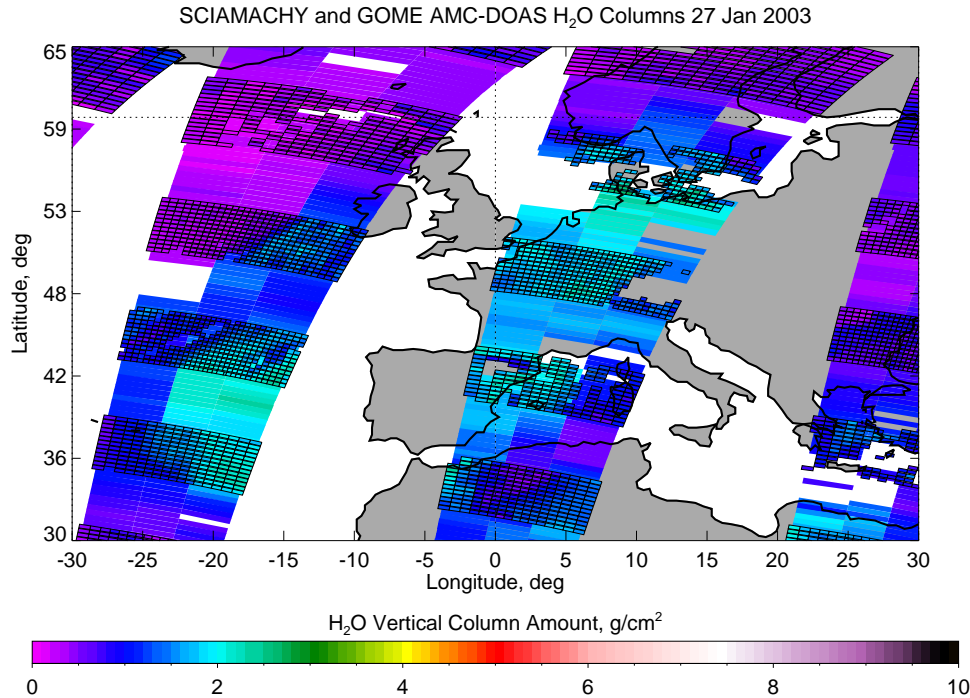 SCIAMACHY and GOME AMC-DOAS H₂O Columns 27 Jan 2003
65
59
53
48
42
36
30
Latitude, deg
-30 -25 -20 -15 -10 -5 0 5 10 15 20 25 30
Longitude, deg
H₂O Vertical Column Amount, g/cm²
0 2 4 6 8 10